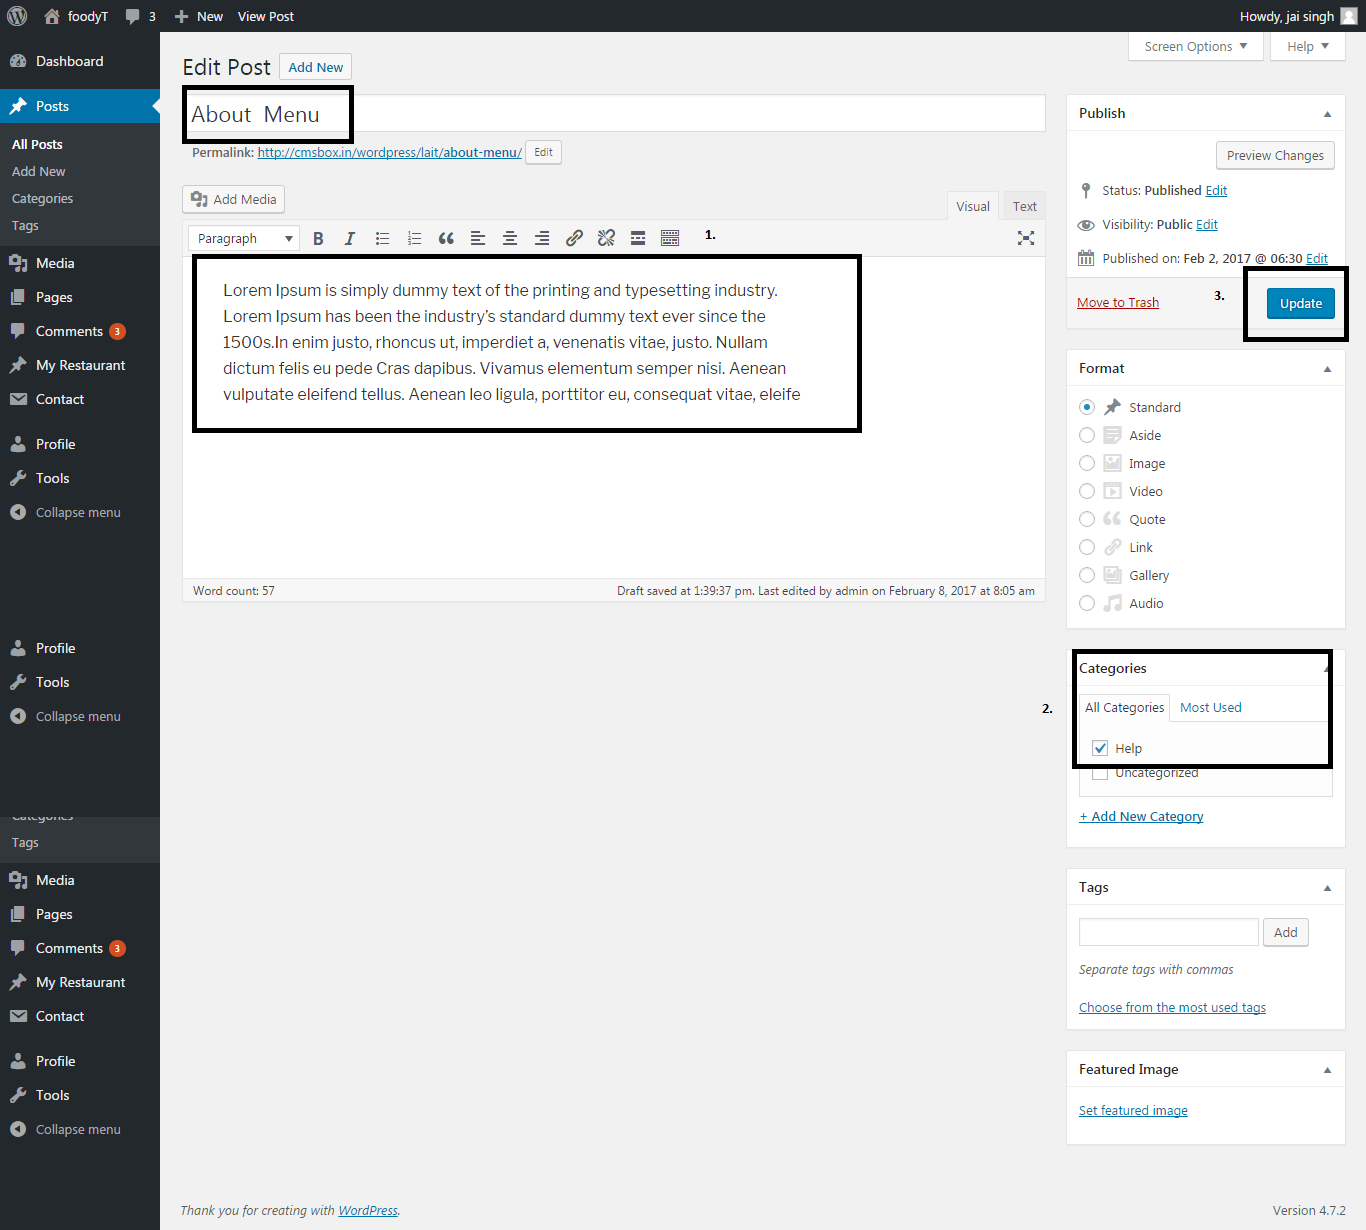 foodyT 3 New View Post Howdy, jai singh
Screen Options Help
Dashboard
Posts
All Posts
Add New
Categories
Tags
Media
Pages
Comments 3
My Restaurant
Contact
Profile
Tools
Collapse menu
Profile
Tools
Collapse menu
Categories
Tags
Media
Pages
Comments 3
My Restaurant
Contact
Profile
Tools
Collapse menu
Edit Post Add New
About Menu
Permalink: http://cmsbox.in/wordpress/lait/about-menu/ Edit
Add Media
Visual Text
Paragraph B I 1.
Lorem Ipsum is simply dummy text of the printing and typesetting industry.
Lorem Ipsum has been the industry’s standard dummy text ever since the
1500s.In enim justo, rhoncus ut, imperdiet a, venenatis vitae, justo. Nullam
dictum felis eu pede Cras dapibus. Vivamus elementum semper nisi. Aenean
vulputate eleifend tellus. Aenean leo ligula, porttitor eu, consequat vitae, eleife
Word count: 57 Draft saved at 1:39:37 pm. Last edited by admin on February 8, 2017 at 8:05 am
Publish
Preview Changes
Status: Published Edit
Visibility: Public Edit
Published on: Feb 2, 2017 @ 06:30 Edit
Move to Trash 3. Update
Format
Standard
Aside
Image
Video
Quote
Link
Gallery
Audio
Categories
2. All Categories Most Used
Help
Uncategorized
+ Add New Category
Tags
Add
Separate tags with commas
Choose from the most used tags
Featured Image
Set featured image
Thank you for creating with WordPress. Version 4.7.2